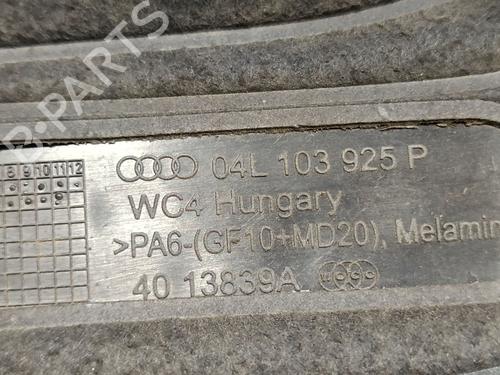 B-PARTS
8 9 10 11 12
04L 103 925 P
WC4 Hungary
>PA6-(GF10+MD20), Melamin
40 13839A